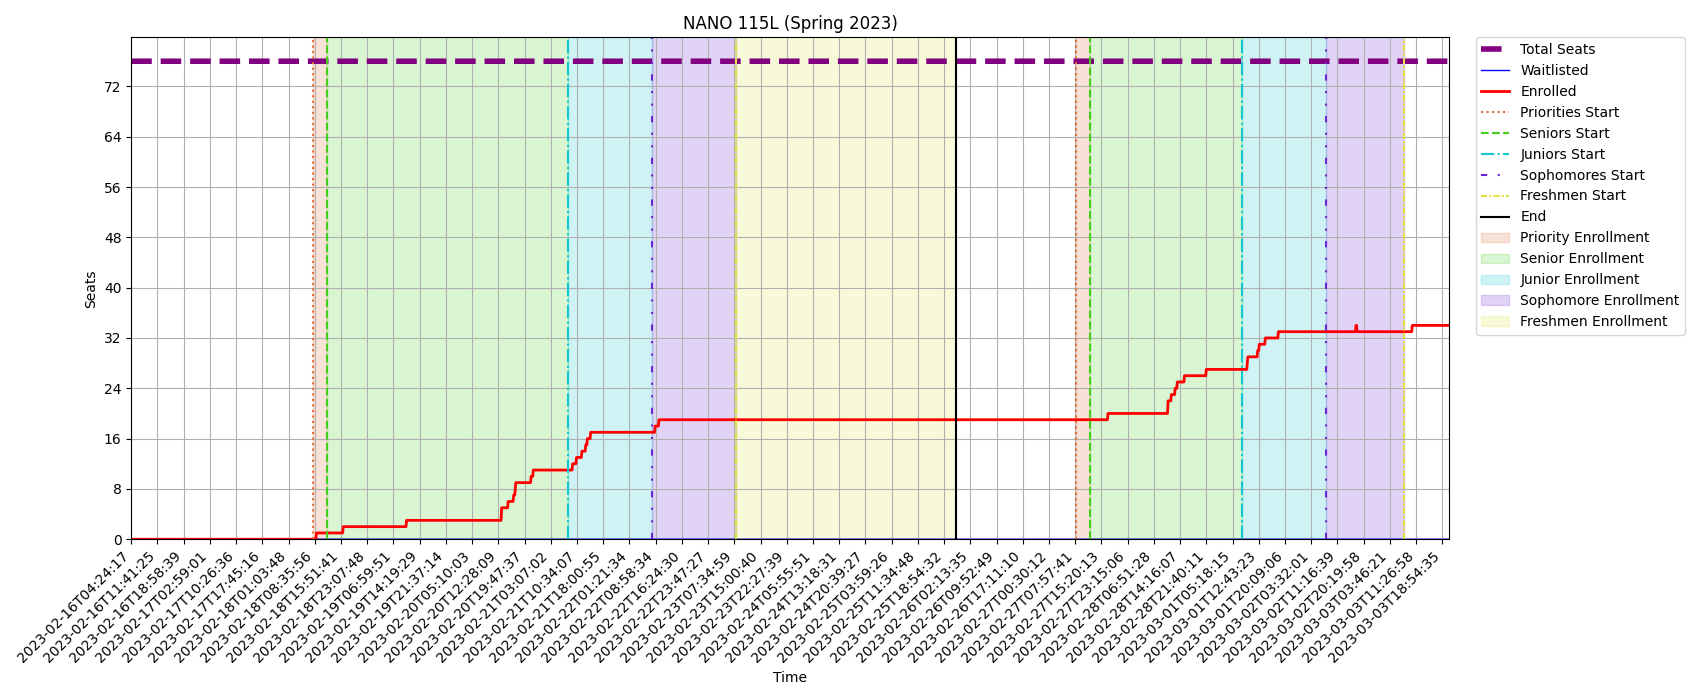 NANO 115L (Spring 2023)
Seats
72
64
56
48
40
32
24
16
8
0
2023-02-16T04:24:17
2023-02-16T11:41:25
2023-02-16T18:58:39
2023-02-17T02:59:01
2023-02-17T10:26:36
2023-02-17T17:45:16
2023-02-18T01:03:48
2023-02-18T08:35:56
2023-02-18T15:51:41
2023-02-18T23:07:48
2023-02-19T06:59:51
2023-02-19T14:19:29
2023-02-19T21:37:14
2023-02-20T05:10:03
2023-02-20T12:28:09
2023-02-20T19:47:37
2023-02-21T03:07:02
2023-02-21T10:34:07
2023-02-21T18:00:55
2023-02-22T01:21:34
2023-02-22T08:58:34
2023-02-22T16:24:30
2023-02-22T23:47:27
2023-02-23T07:34:59
2023-02-23T15:00:40
2023-02-23T22:27:39
2023-02-24T05:55:51
2023-02-24T13:18:31
2023-02-24T20:39:27
2023-02-25T03:59:26
2023-02-25T11:34:48
2023-02-25T18:54:32
2023-02-26T02:13:35
2023-02-26T09:52:49
2023-02-26T17:11:10
2023-02-27T00:30:12
2023-02-27T07:57:41
2023-02-27T15:20:13
2023-02-27T23:15:06
2023-02-28T06:51:28
2023-02-28T14:16:07
2023-02-28T21:40:11
2023-03-01T05:18:15
2023-03-01T12:43:23
2023-03-01T20:09:06
2023-03-02T03:32:01
2023-03-02T11:16:39
2023-03-02T20:19:58
2023-03-03T03:46:21
2023-03-03T11:26:58
2023-03-03T18:54:35
Time
Total Seats
Waitlisted
Enrolled
Priorities Start
Seniors Start
Juniors Start
Sophomores Start
Freshmen Start
End
Priority Enrollment
Senior Enrollment
Junior Enrollment
Sophomore Enrollment
Freshmen Enrollment